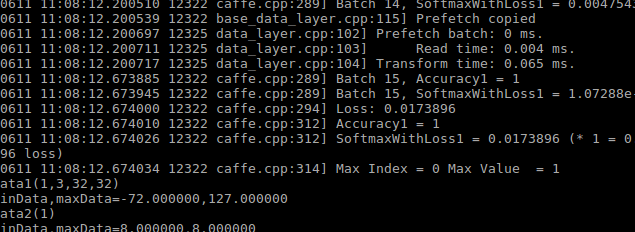 0611 11:08:12.200510 12322 caffe.cpp:289] Batch 14, SoftmaxWithLoss1 = 0.0047543
0611 11:08:12.200539 12322 base_data_layer.cpp:115] Prefetch copied
0611 11:08:12.200697 12325 data_layer.cpp:102] Prefetch batch: 0 ms.
0611 11:08:12.200711 12325 data_layer.cpp:103]      Read time: 0.004 ms.
0611 11:08:12.200717 12325 data_layer.cpp:104] Transform time: 0.065 ms.
0611 11:08:12.673885 12322 caffe.cpp:289] Batch 15, Accuracy1 = 1
0611 11:08:12.673945 12322 caffe.cpp:289] Batch 15, SoftmaxWithLoss1 = 1.07288e-
0611 11:08:12.674000 12322 caffe.cpp:294] Loss: 0.0173896
0611 11:08:12.674010 12322 caffe.cpp:312] Accuracy1 = 1
0611 11:08:12.674026 12322 caffe.cpp:312] SoftmaxWithLoss1 = 0.0173896 (* 1 = 0
96 loss)
0611 11:08:12.674034 12322 caffe.cpp:314] Max Index = 0 Max Value  = 1
ata1(1,3,32,32)
inData,maxData=-72.000000,127.000000
ata2(1)
inData,maxData=8.000000,8.000000